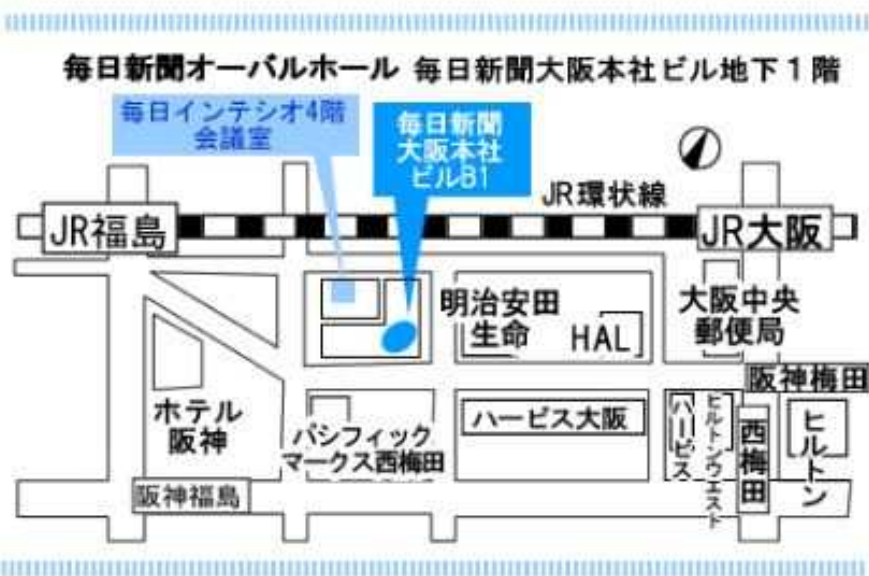 毎日新聞オーバルホール 毎日新聞大阪本社ビル地下1階
毎日インテシオ4階
会議室
毎日新聞
大阪本社
ビルB1
JR環状線
JR福島
JR大阪
明治安田
生命
HAL
大阪中央
郵便局
阪神梅田
ホテル
阪神
パシフィック
マークス西梅田
ハービス大阪
ハービス
ヒルトンウエスト
西梅田
ヒルトン
阪神福島